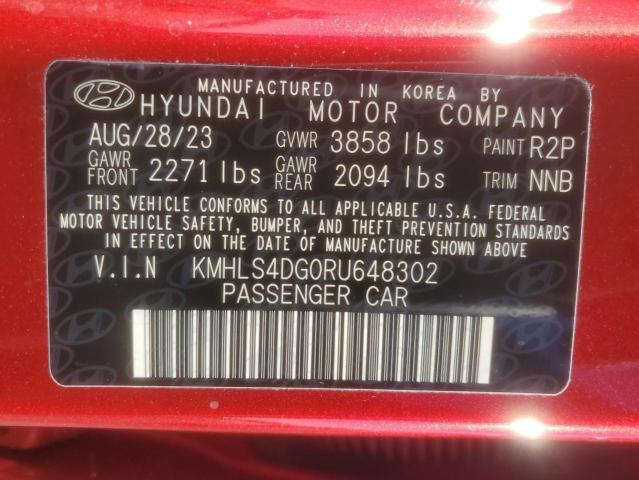 MANUFACTURED IN KOREA BY
HYUNDAI MOTOR COMPANY
AUG/28/23 GVWR 3858 lbs PAINT R2P
GAWR FRONT 2271 lbs GAWR REAR 2094 lbs TRIM NNB
THIS VEHICLE CONFORMS TO ALL APPLICABLE U.S.A. FEDERAL
MOTOR VEHICLE SAFETY, BUMPER, AND THEFT PREVENTION STANDARDS
IN EFFECT ON THE DATE OF MANUFACTURE SHOWN ABOVE.
V.I.N KMHLS4DG0RU648302
PASSENGER CAR